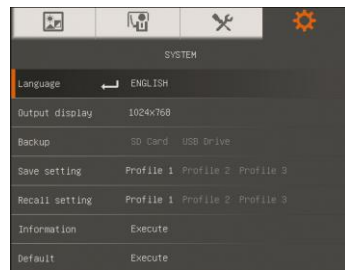 SYSTEM
Language ENGLISH
Output display 1024x768
Backup SD Card USB Drive
Save setting Profile 1 Profile 2 Profile 3
Recall setting Profile 1 Profile 2 Profile 3
Information Execute
Default Execute